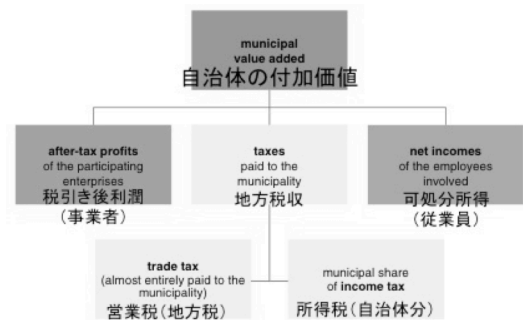 municipal
value added
自治体の付加価値
after-tax profits
of the participating
enterprises
税引き後利潤
(事業者)
taxes
paid to the
municipality
地方税収
net incomes
of the employees
involved
可処分所得
(従業員)
trade tax
(almost entirely paid to the
municipality)
営業税(地方税)
municipal share
of income tax
所得税(自治体分)